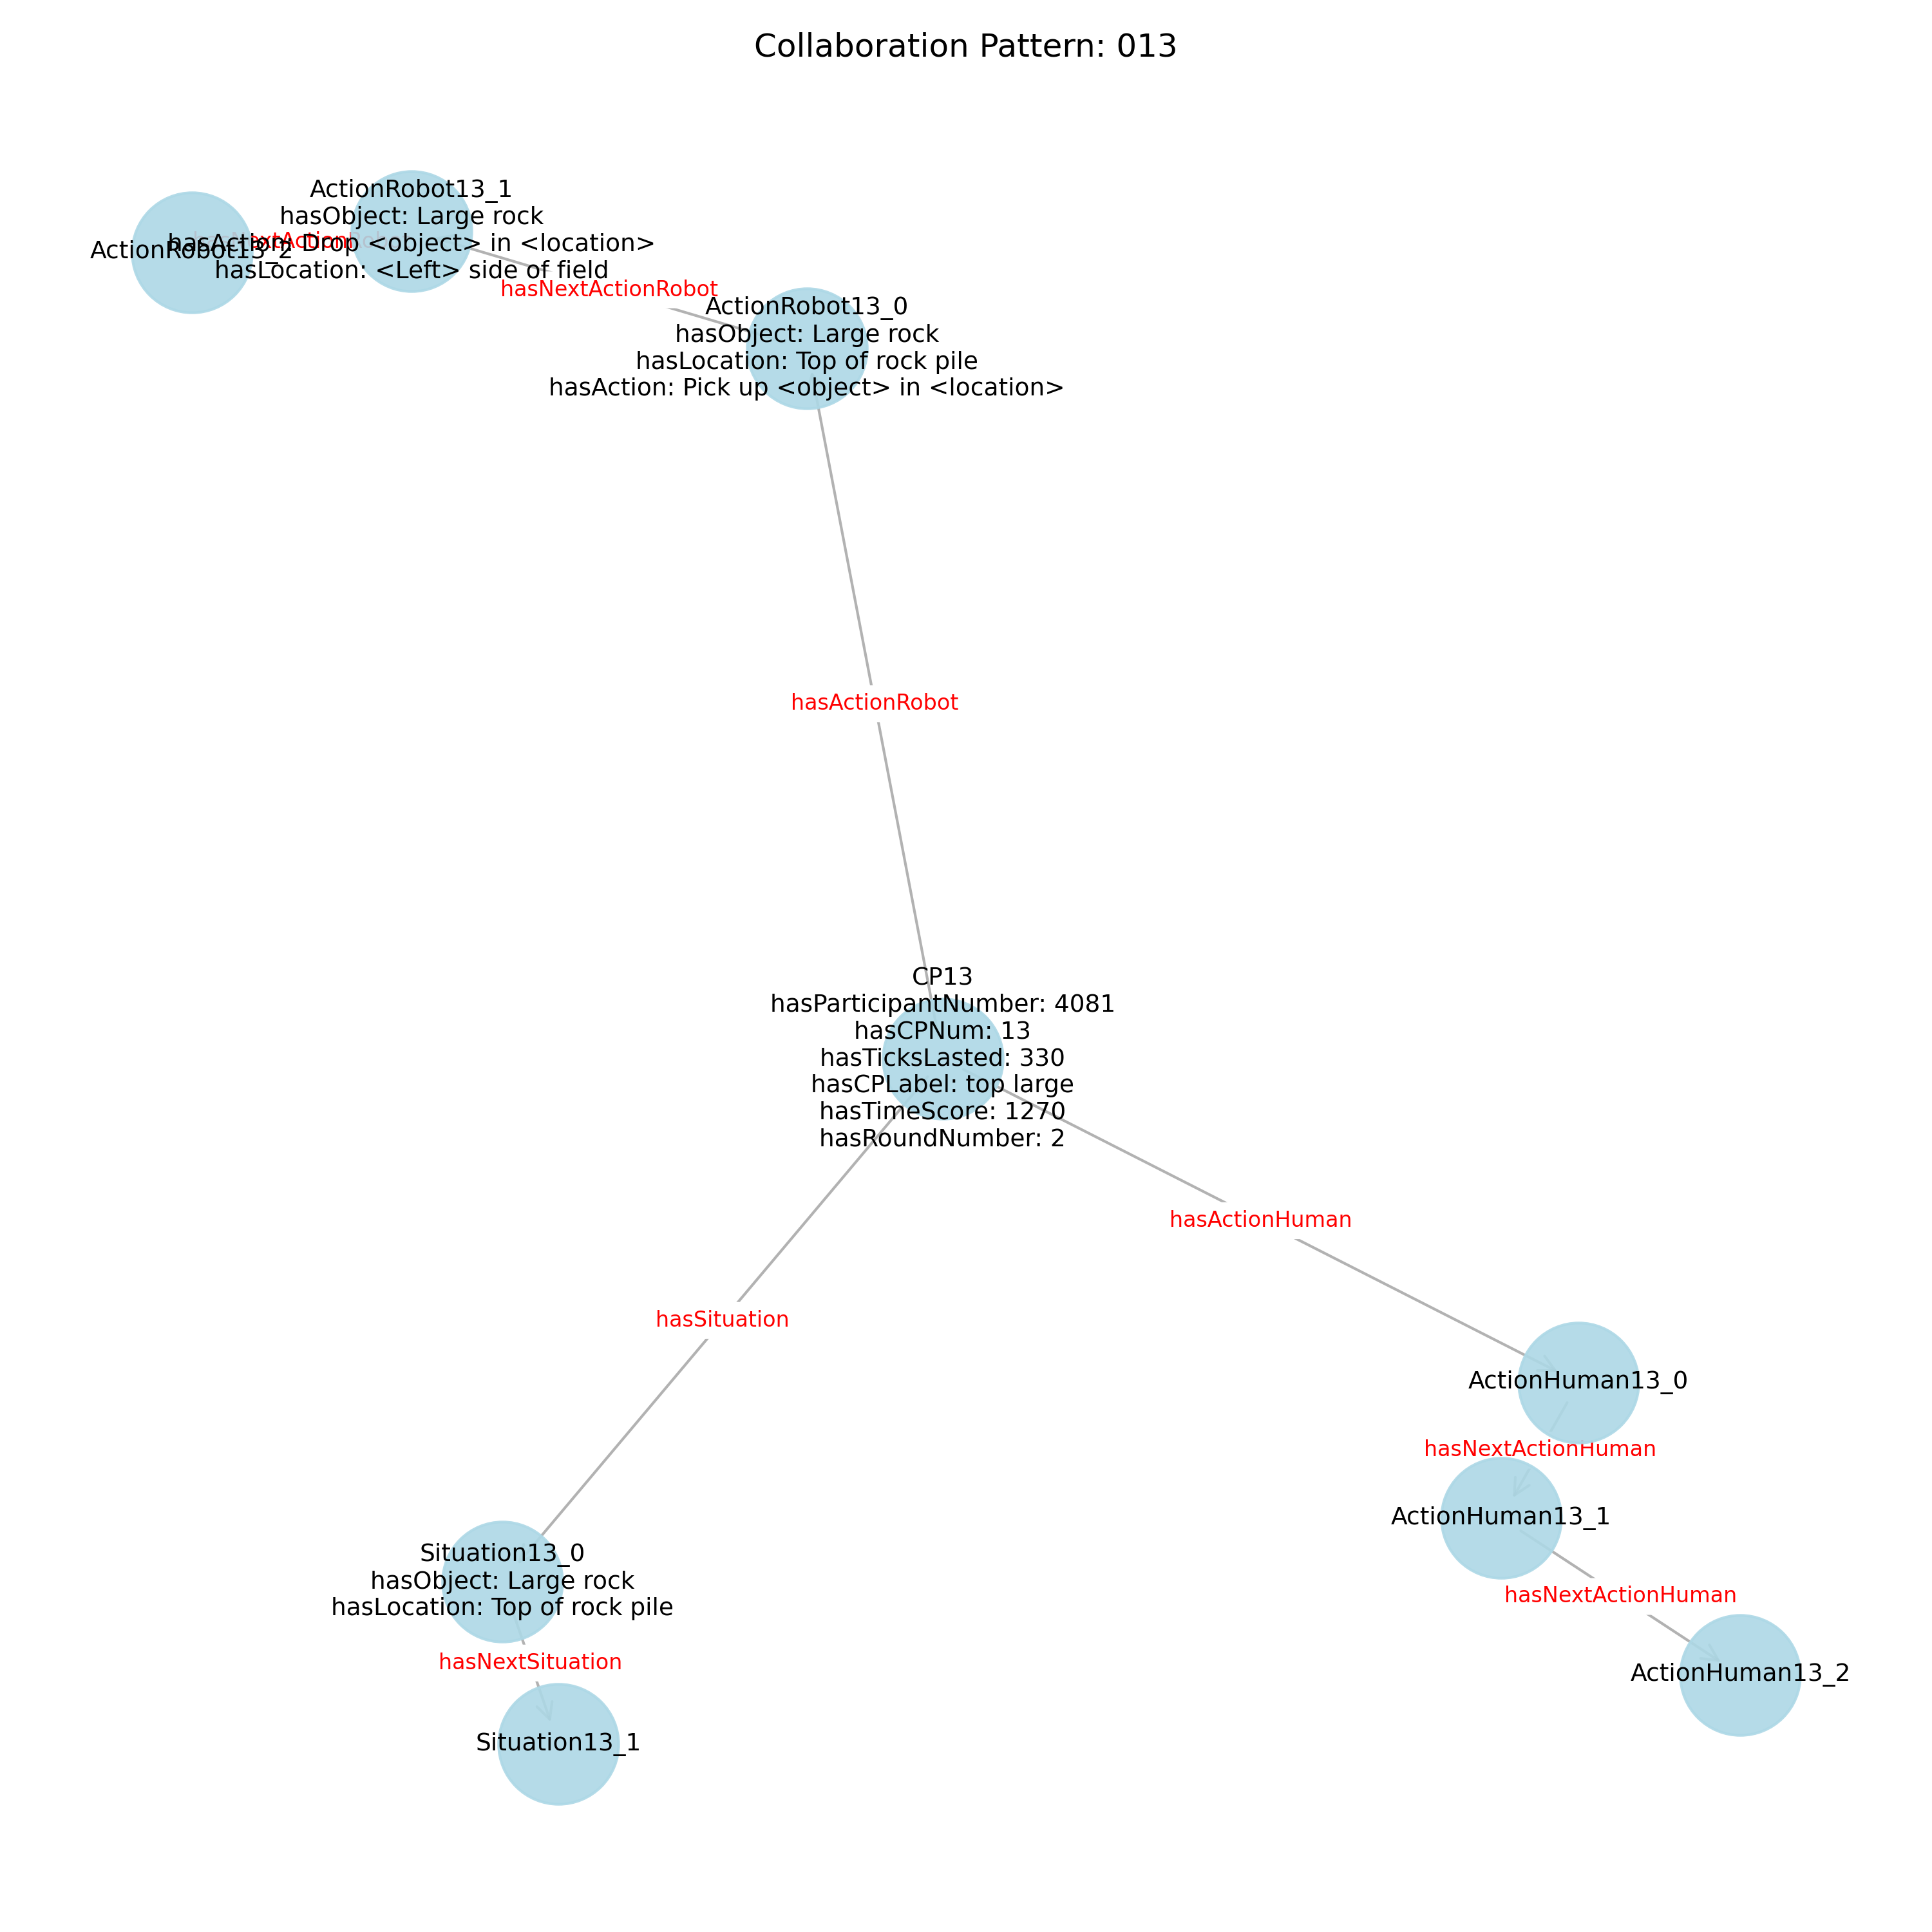 Collaboration Pattern: 013
ActionRobot13_1
hasObject: Large rock
hasAction: Drop <object> in <location>
hasLocation: <Left> side of field
ActionRobot13_2
hasNextActionRobot
ActionRobot13_0
hasObject: Large rock
hasLocation: Top of rock pile
hasAction: Pick up <object> in <location>
hasActionRobot
CP13
hasParticipantNumber: 4081
hasCPNum: 13
hasTicksLasted: 330
hasCPLabel: top large
hasTimeScore: 1270
hasRoundNumber: 2
hasActionHuman
hasSituation
ActionHuman13_0
hasNextActionHuman
ActionHuman13_1
Situation13_0
hasObject: Large rock
hasLocation: Top of rock pile
hasNextActionHuman
hasNextSituation
ActionHuman13_2
Situation13_1